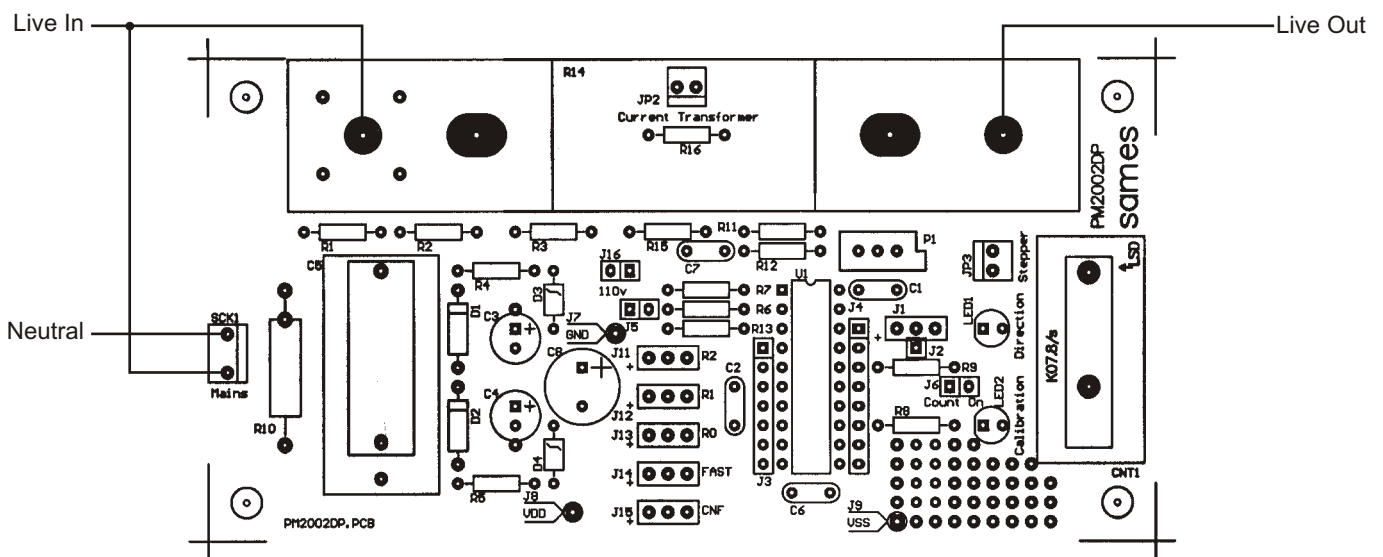 Live In
Live Out
R14
JP2
Current Transformer
R16
PM2002DP
sames
R1
R2
R3
R15
R11
R12
C7
P1
C5
R4
J16
110v
D3
J7
GND
J5
R7
R6
R13
U1
C1
J4
J1
J2
JP3
Stepper
LSD
LED1
Direction
K07.8/s
Neutral
SCK1
Mains
R10
D1
C3
C8
J11
R2
J12
R1
C2
R9
J6
Count On
LED2
Calibration
D2
C4
J13
R0
R8
D4
J14
FAST
J3
R5
J8
VDD
J15
CNF
C6
J9
VSS
CNT1
PM2002DP.PCB